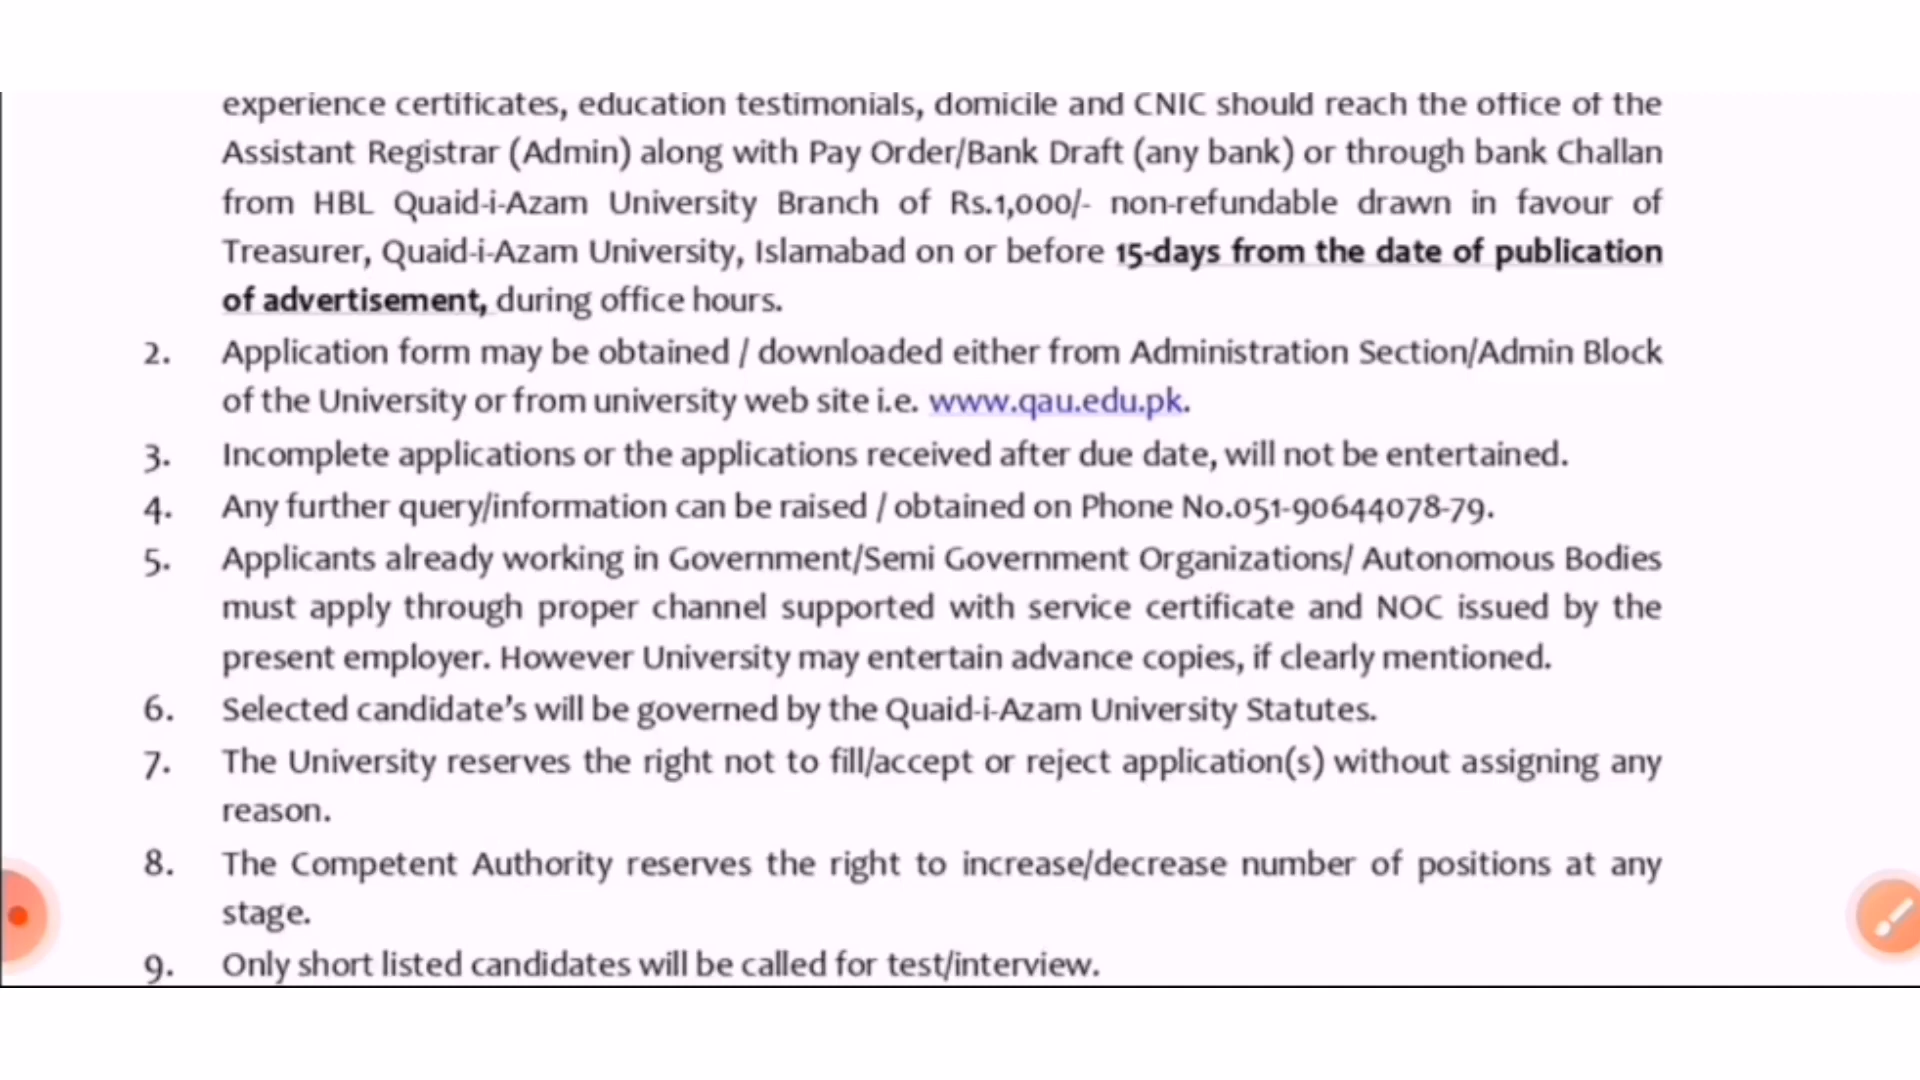 experience certificates, education testimonials, domicile and CNIC should reach the office of the
Assistant Registrar (Admin) along with Pay Order/Bank Draft (any bank) or through bank Challan
from HBL Quaid-i-Azam University Branch of Rs.1,000/- non-refundable drawn in favour of
Treasurer, Quaid-i-Azam University, Islamabad on or before 15-days from the date of publication
of advertisement, during office hours.
2. Application form may be obtained / downloaded either from Administration Section/Admin Block
of the University or from university web site i.e. www.qau.edu.pk.
3. Incomplete applications or the applications received after due date, will not be entertained.
4. Any further query/information can be raised / obtained on Phone No.051-90644078-79.
5. Applicants already working in Government/Semi Government Organizations/ Autonomous Bodies
must apply through proper channel supported with service certificate and NOC issued by the
present employer. However University may entertain advance copies, if clearly mentioned.
6. Selected candidate's will be governed by the Quaid-i-Azam University Statutes.
7. The University reserves the right not to fill/accept or reject application(s) without assigning any
reason.
8. The Competent Authority reserves the right to increase/decrease number of positions at any
stage.
9. Only short listed candidates will be called for test/interview.